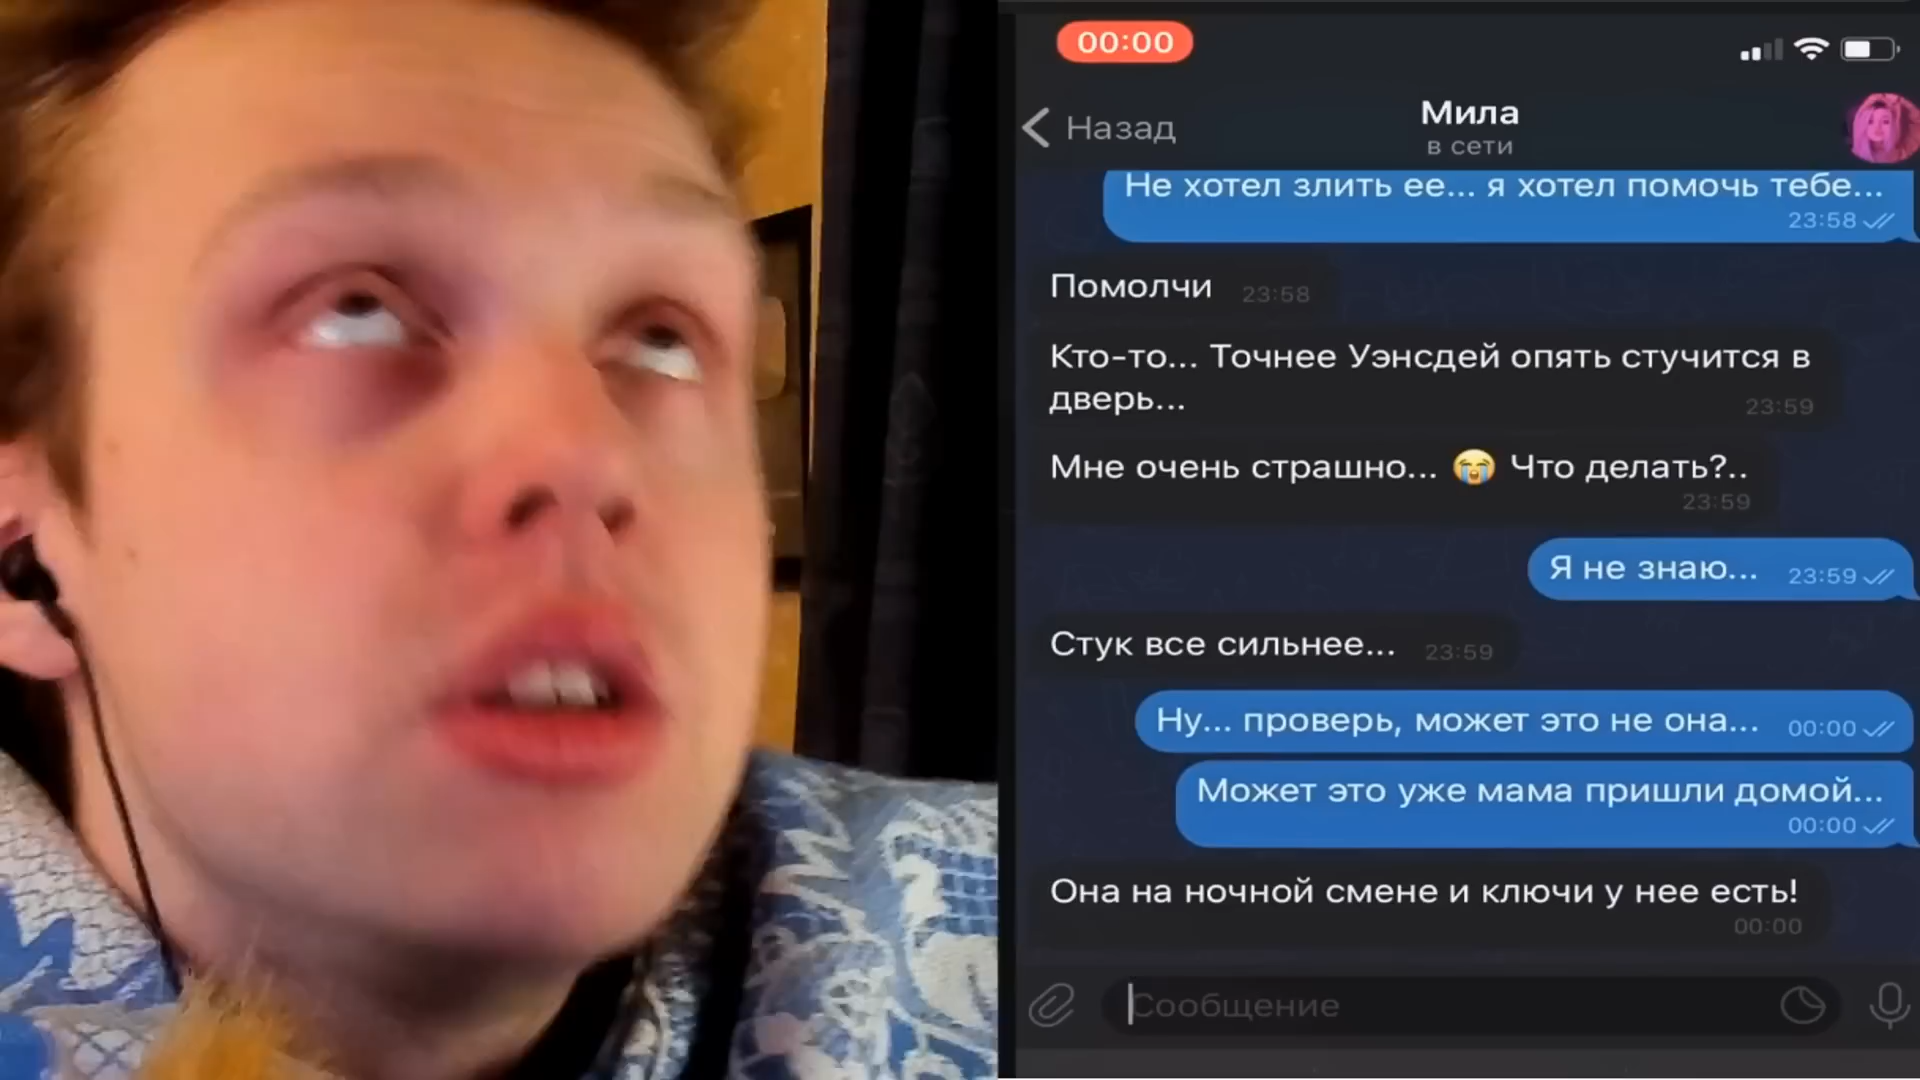 00:00
Назад
Мила
в сети
Не хотел злить ее... я хотел помочь тебе...
23:58
Помолчи 23:58
Кто-то... Точнее Уэнсдей опять стучится в
дверь...
23:59
Мне очень страшно... 😭 Что делать?..
23:59
Я не знаю... 23:59
Стук все сильнее... 23:59
Ну... проверь, может это не она... 00:00
Может это уже мама пришли домой...
00:00
Она на ночной смене и ключи у нее есть!
00:00
Сообщение